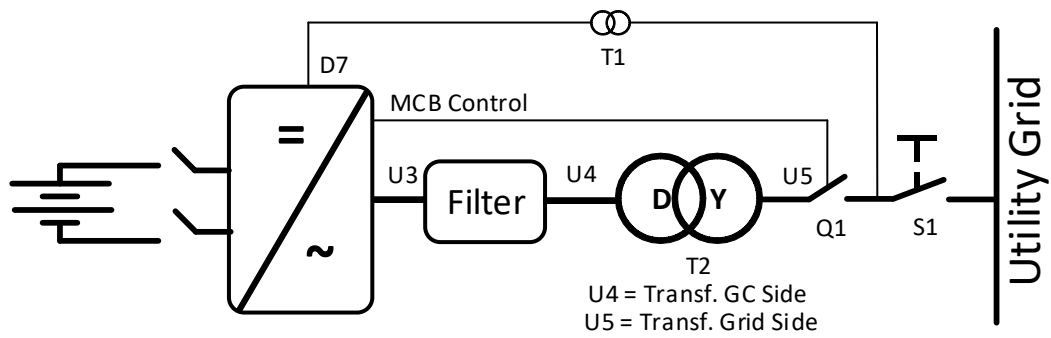 T1
D7
MCB Control
=
~
U3
Filter
U4
D
Y
U5
Q1
S1
T2
U4 = Transf. GC Side
U5 = Transf. Grid Side
Utility Grid